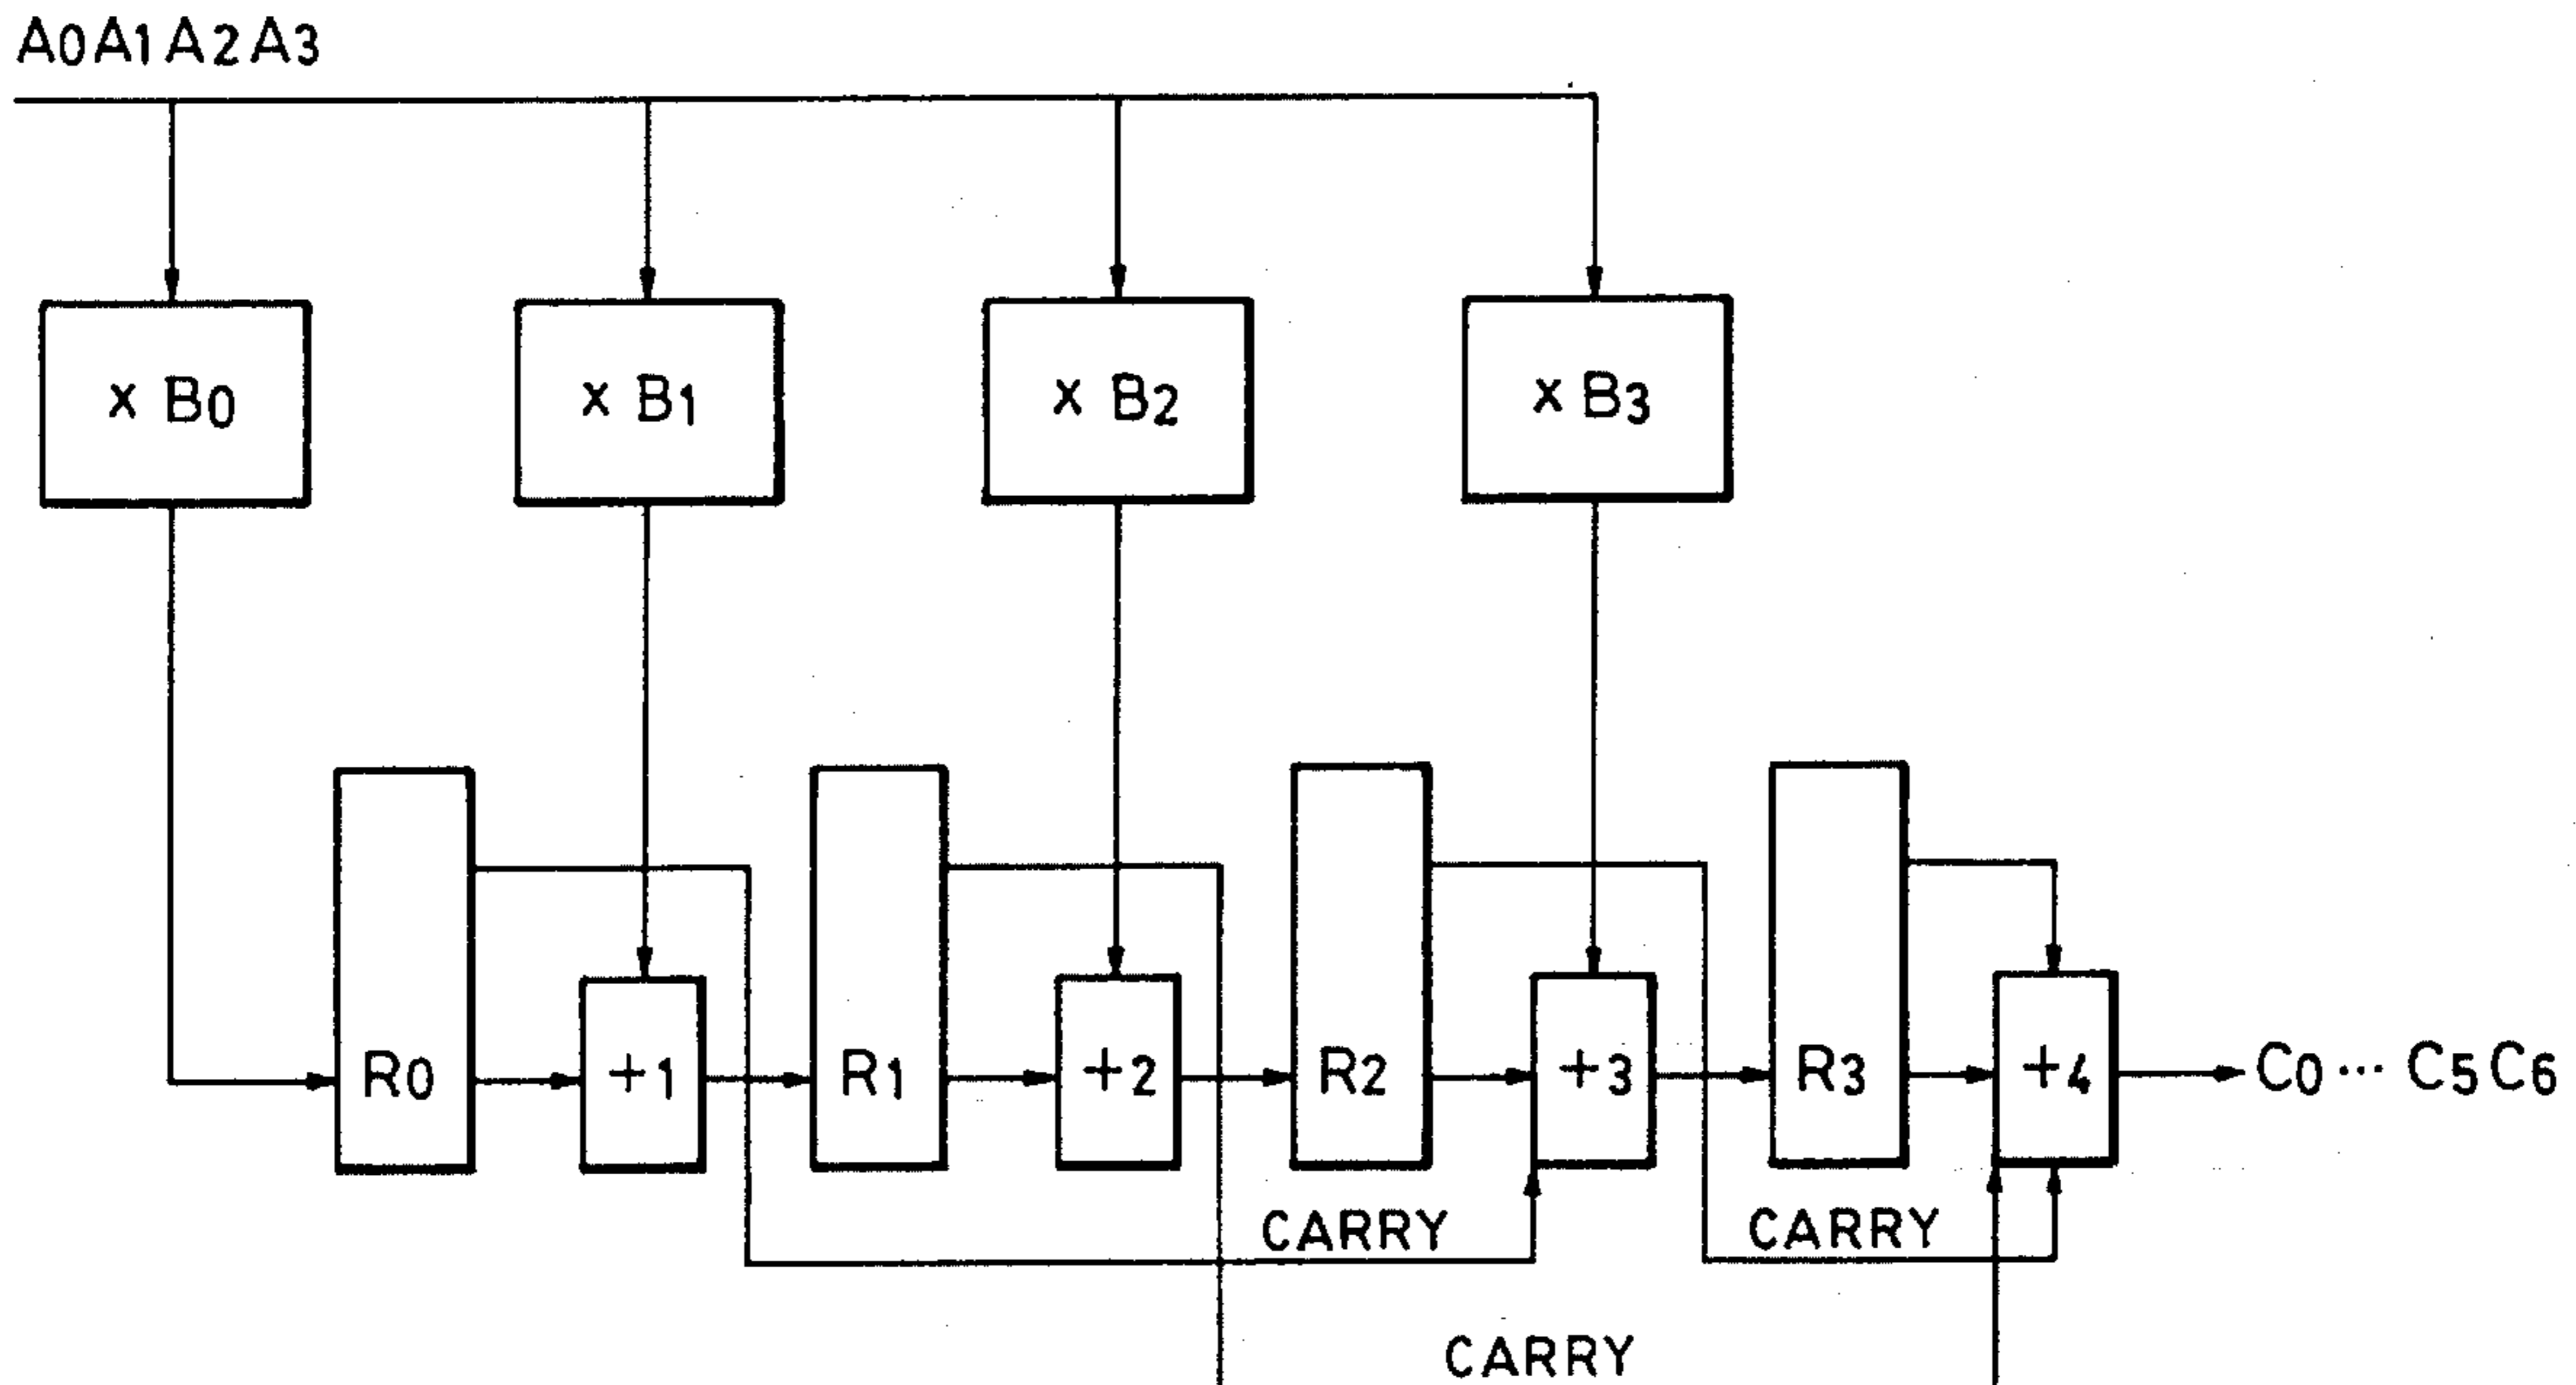 A0 A1 A2 A3
x B0
x B1
x B2
x B3
R0
+1
R1
+2
R2
+3
R3
+4
C0 ... C5 C6
CARRY
CARRY
CARRY